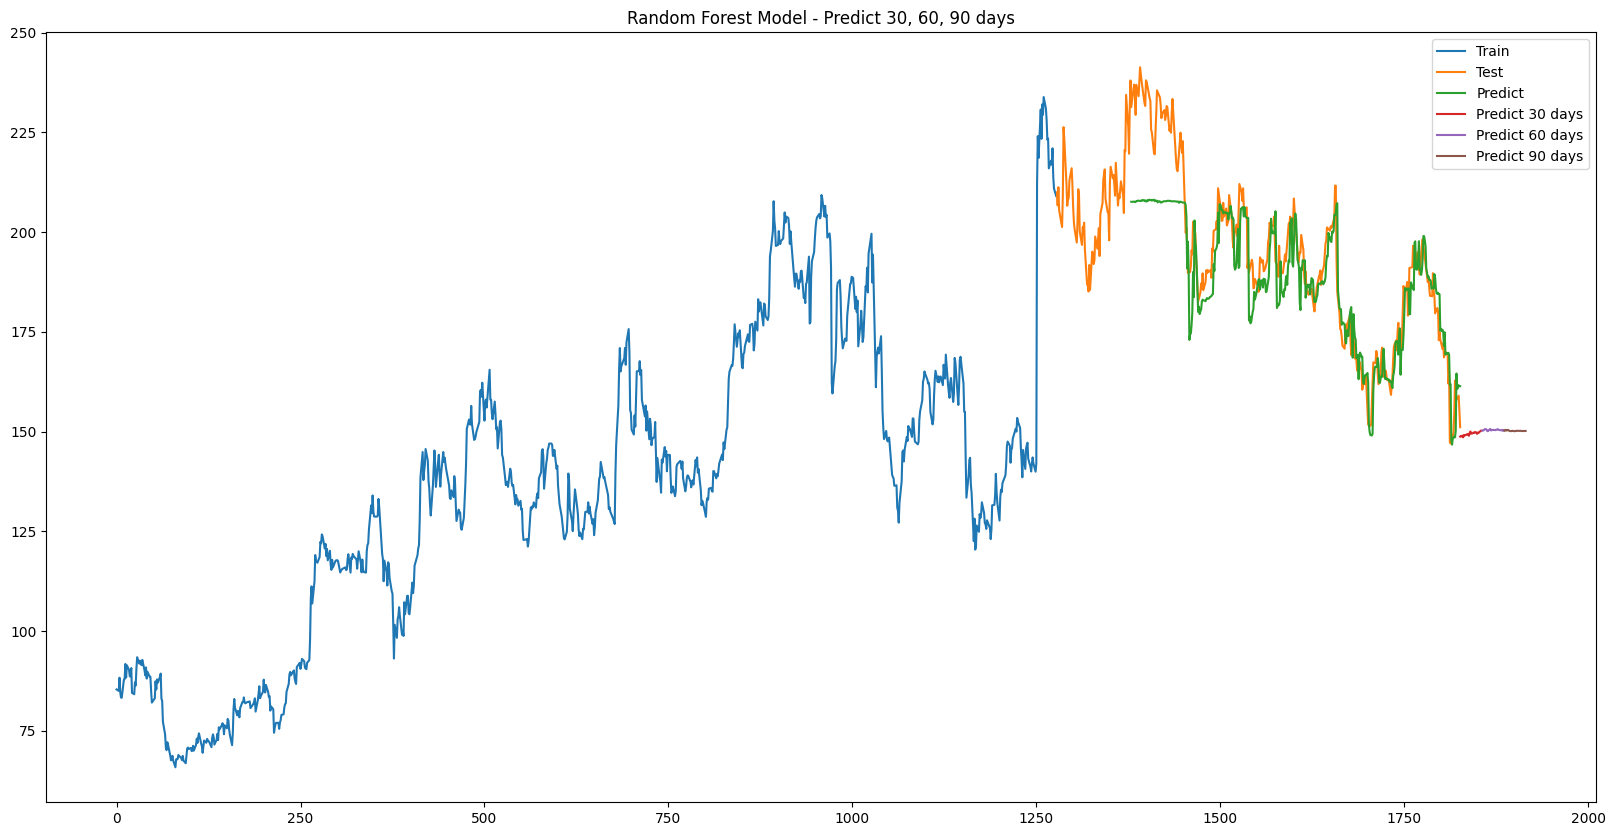 Random Forest Model - Predict 30, 60, 90 days
250
225
200
175
150
125
100
75
Train
Test
Predict
Predict 30 days
Predict 60 days
Predict 90 days
0
250
500
750
1000
1250
1500
1750
2000